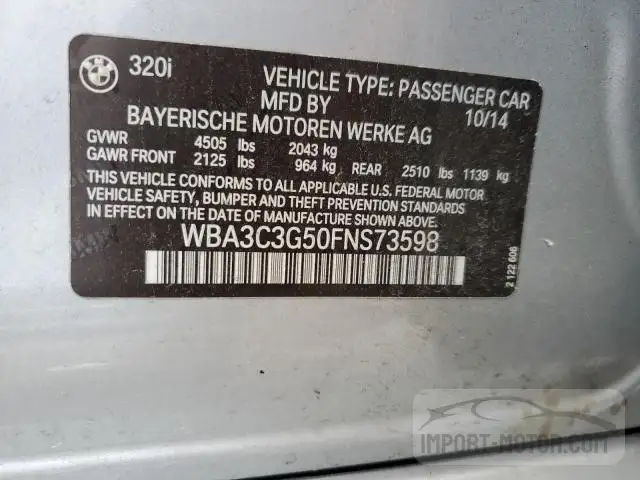 320i
VEHICLE TYPE: PASSENGER CAR
MFD BY 10/14
BAYERISCHE MOTOREN WERKE AG
GVWR 4505 lbs 2043 kg
GAWR FRONT 2125 lbs 964 kg REAR 2510 lbs 1139 kg
THIS VEHICLE CONFORMS TO ALL APPLICABLE U.S. FEDERAL MOTOR
VEHICLE SAFETY, BUMPER AND THEFT PREVENTION STANDARDS
IN EFFECT ON THE DATE OF MANUFACTURE SHOWN ABOVE.
WBA3C3G50FNS73598
2 122 606
IMPORT-MOTOR.COM